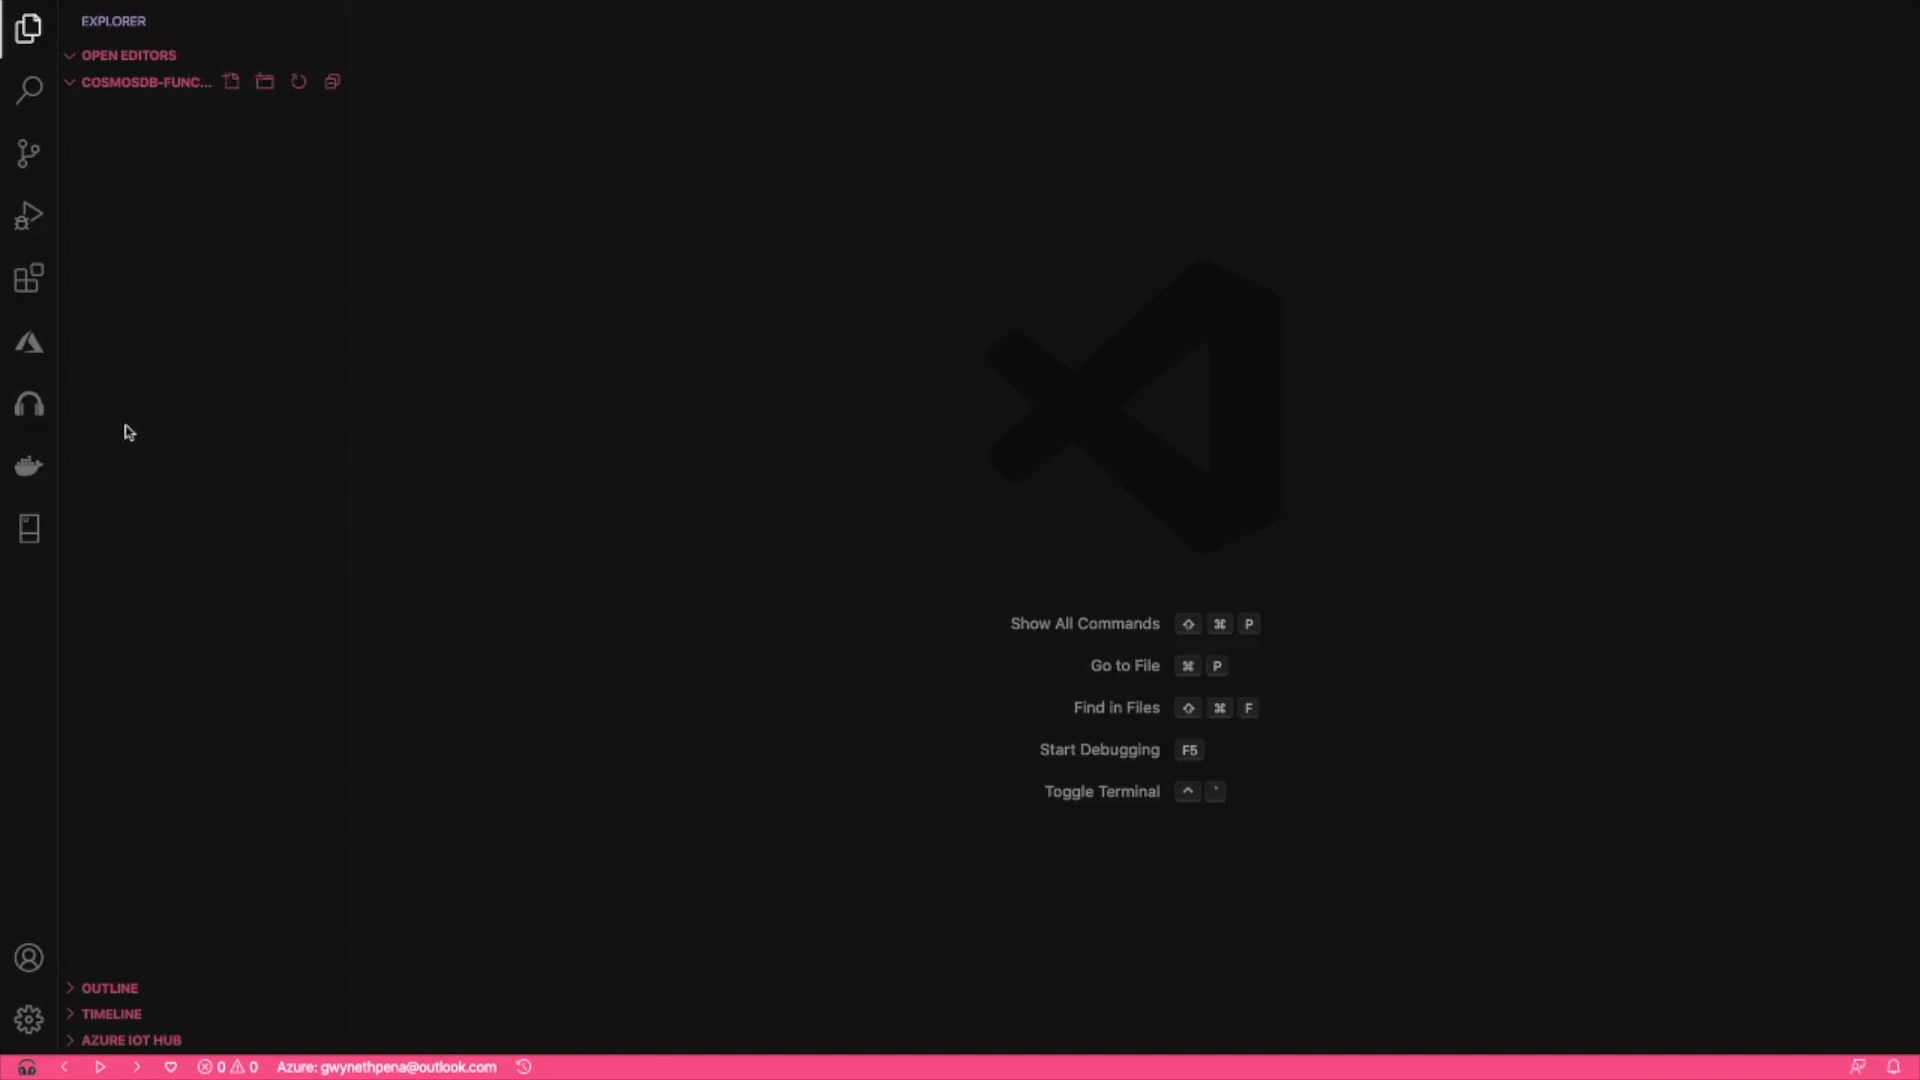 EXPLORER
OPEN EDITORS
COSMOSDB-FUNC...
Show All Commands ⇧ ⌘ P
Go to File ⌘ P
Find in Files ⇧ ⌘ F
Start Debugging F5
Toggle Terminal ^ `
OUTLINE
TIMELINE
AZURE IOT HUB
0 0 Azure: gwynethpena@outlook.com